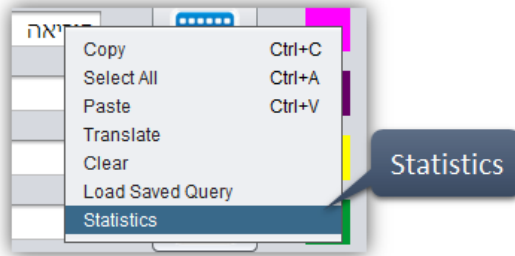 Copy Ctrl+C
Select All Ctrl+A
Paste Ctrl+V
Translate
Clear
Load Saved Query
Statistics
Statistics